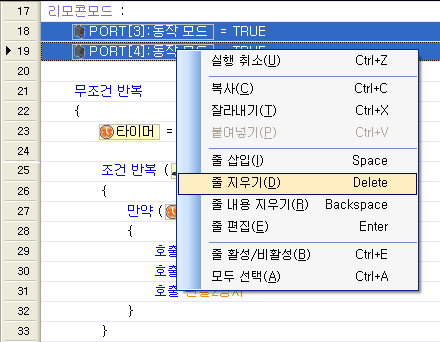 17 리모콘모드 :
18 PORT[3]:동작 모드 = TRUE
19 PORT[4]:동작 모드 = TRUE
20
21 무조건 반복
22 {
23 타이머 =
24
25 조건 반복 (
26 {
27 만약 (
28 {
29 호출
30 호출
31 호출
32 }
33 }
실행 취소(U) Ctrl+Z
복사(C) Ctrl+C
잘라내기(T) Ctrl+X
붙여넣기(P) Ctrl+V
줄 삽입(I) Space
줄 지우기(D) Delete
줄 내용 지우기(R) Backspace
줄 편집(E) Enter
줄 활성/비활성(B) Ctrl+E
모두 선택(A) Ctrl+A